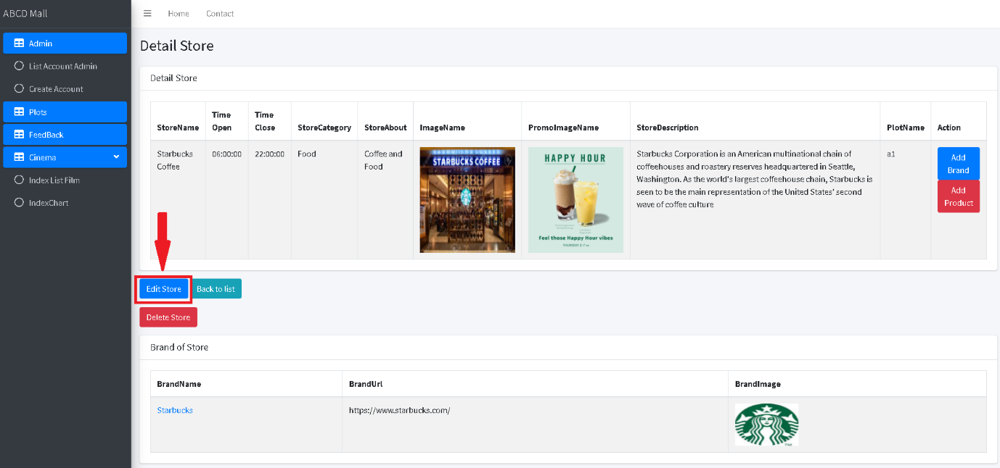 ABCD Mall
Home
Contact
Admin
List Account Admin
Create Account
Plots
FeedBack
Cinema
Index List Film
IndexChart
Detail Store
Detail Store
StoreName
Time
Open
Time
Close
StoreCategory
StoreAbout
ImageName
PromoImageName
StoreDescription
PlotName
Action
Starbucks
Coffee
06:00:00
22:00:00
Food
Coffee and
Food
STARBUCKS COFFEE
HAPPY HOUR
Feel those Happy Hour vibes
Starbucks Corporation is an American multinational chain of
coffeehouses and roastery reserves headquartered in Seattle,
Washington. As the world's largest coffeehouse chain, Starbucks is
seen to be the main representation of the United States' second
wave of coffee culture
a1
Add
Brand
Add
Product
Edit Store
Back to list
Delete Store
Brand of Store
BrandName
BrandUrl
BrandImage
Starbucks
https://www.starbucks.com/
TM